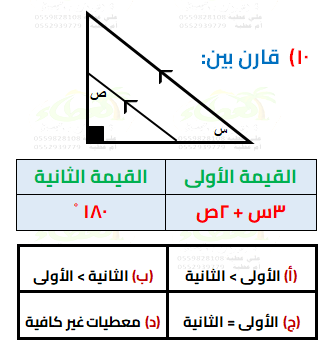 ١٠) قارن بين:
ص
س
القيمة الأولى
القيمة الثانية
٣س + ٢ص
١٨٠ °
(أ) الأولى > الثانية
(ب) الثانية > الأولى
(ج) الأولى = الثانية
(د) معطيات غير كافية